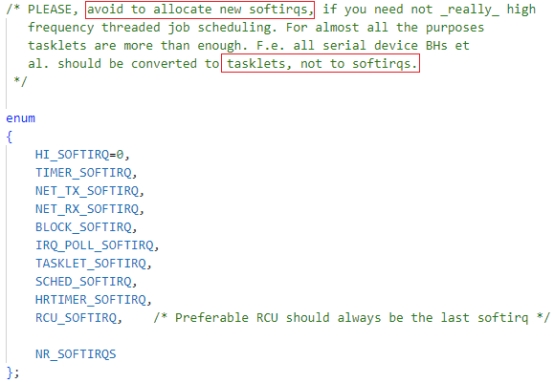 /* PLEASE, avoid to allocate new softirqs, if you need not _really_ high
frequency threaded job scheduling. For almost all the purposes
tasklets are more than enough. F.e. all serial device BHs et
al. should be converted to tasklets, not to softirqs.
*/
enum
{
HI_SOFTIRQ=0,
TIMER_SOFTIRQ,
NET_TX_SOFTIRQ,
NET_RX_SOFTIRQ,
BLOCK_SOFTIRQ,
IRQ_POLL_SOFTIRQ,
TASKLET_SOFTIRQ,
SCHED_SOFTIRQ,
HRTIMER_SOFTIRQ,
RCU_SOFTIRQ, /* Preferable RCU should always be the last softirq */
NR_SOFTIRQS
};